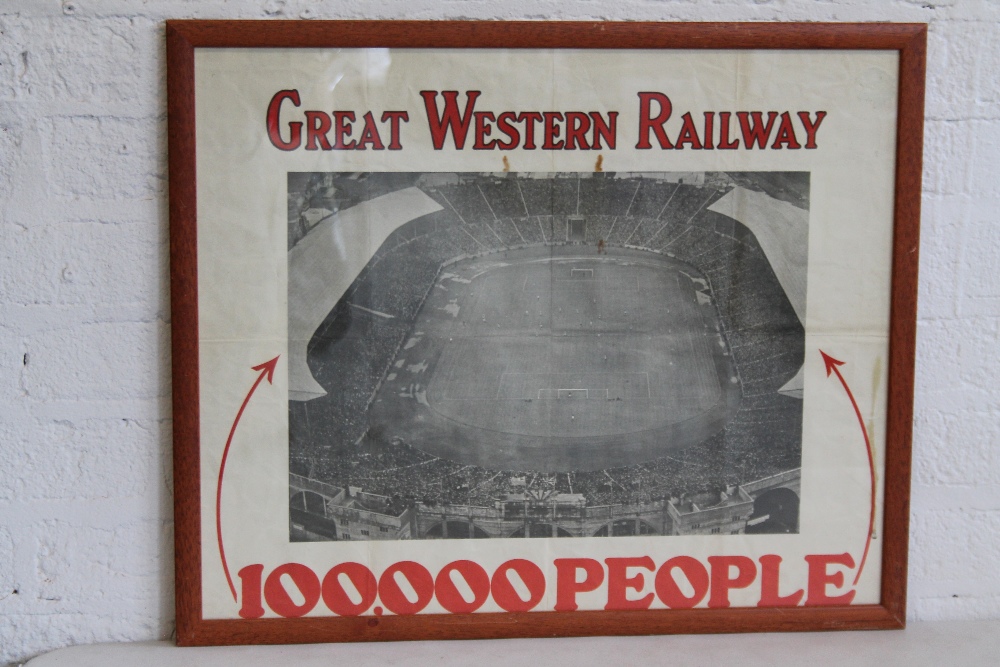 GREAT WESTERN RAILWAY
100,000 PEOPLE